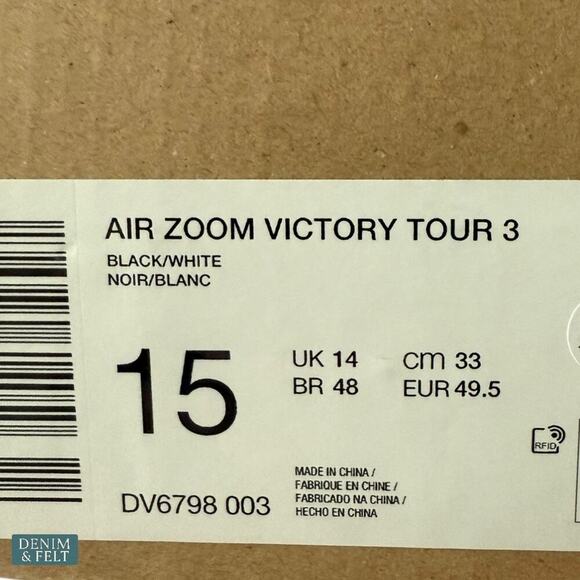 AIR ZOOM VICTORY TOUR 3
BLACK/WHITE
NOIR/BLANC
15
UK 14 cm 33
BR 48 EUR 49.5
RFID
MADE IN CHINA /
FABRIQUE EN CHINE /
FABRICADO NA CHINA /
HECHO EN CHINA
DV6798 003
DENIM
& FELT